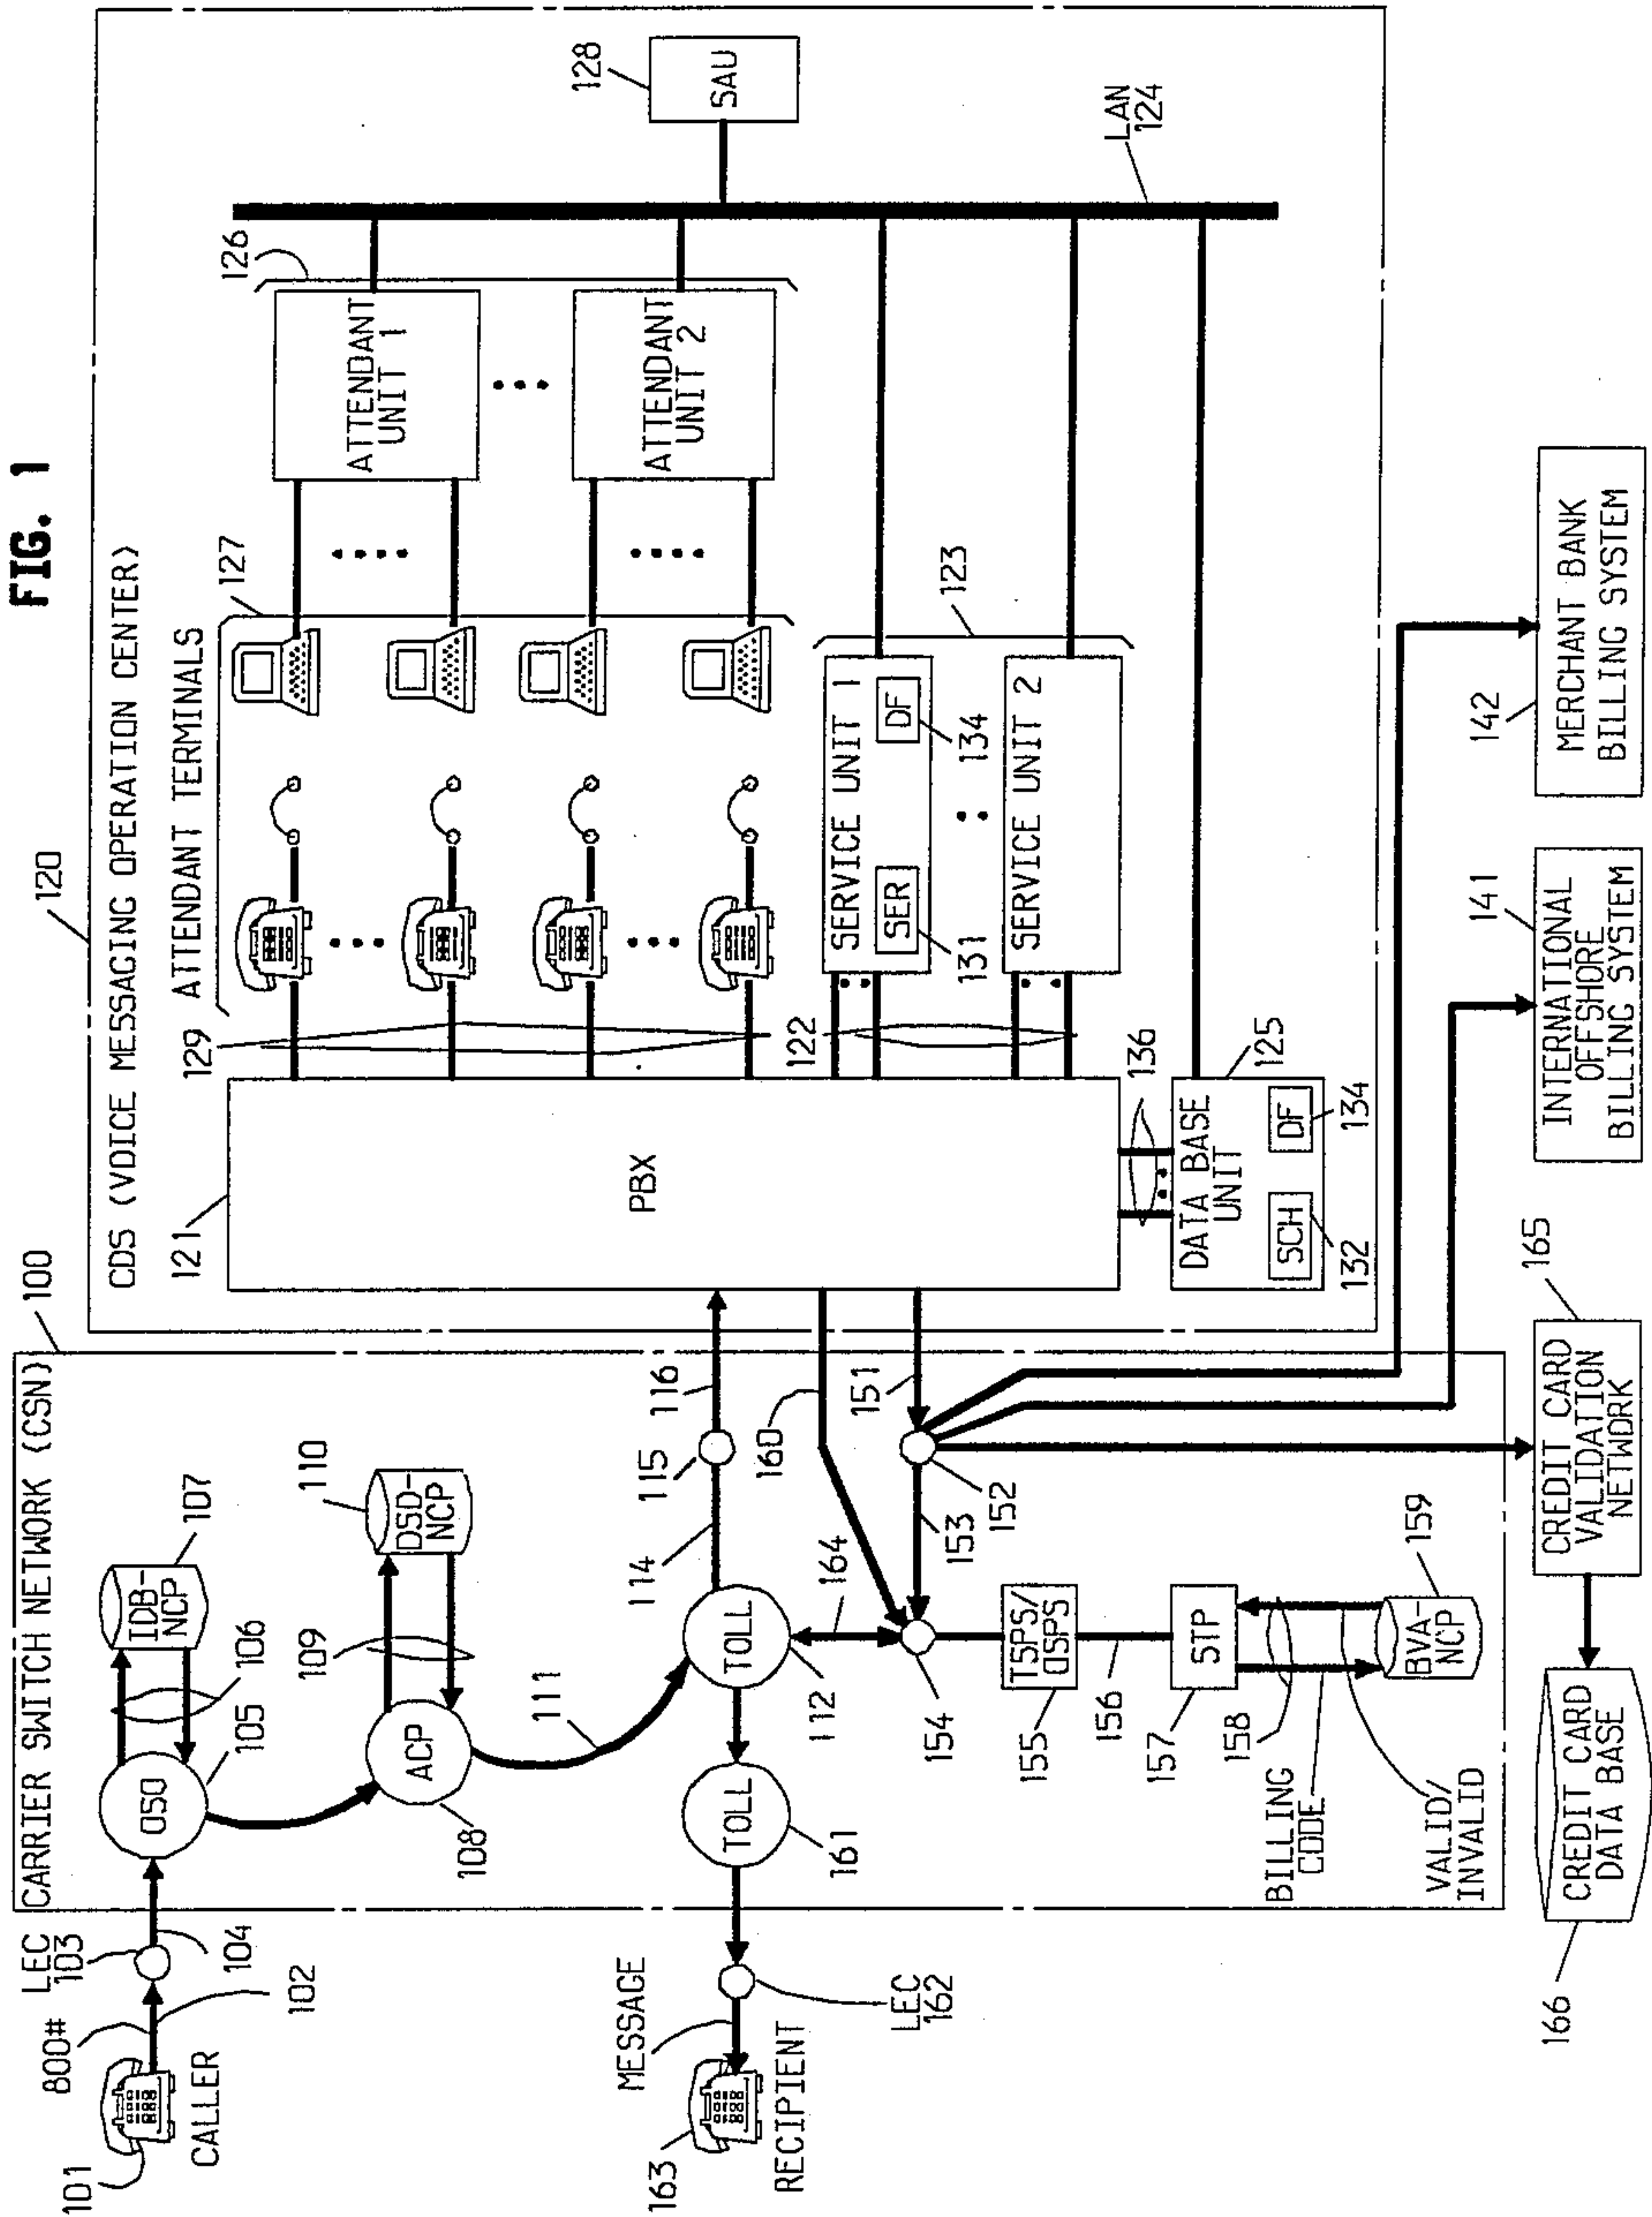 FIG. 1
120
CDS (VOICE MESSAGING OPERATION CENTER)
100
CARRIER SWITCH NETWORK (CSN)
ATTENDANT TERMINALS
127
126
128
SAU
ATTENDANT
UNIT 1
ATTENDANT
UNIT 2
LAN
124
129
122
121
PBX
SERVICE UNIT 1
SER
131
DF
134
123
SERVICE UNIT 2
136
DATA BASE
UNIT
125
SCH
132
DF
134
800#
LEC
103
101
CALLER
102
104
OSO
105
106
IDB-
NCP
107
ACP
108
109
DSD-
NCP
110
111
TOLL
112
114
115
116
160
151
152
153
154
164
TOLL
161
MESSAGE
163
RECIPIENT
LEC
162
TSPS/
OSPS
155
156
STP
157
158
BILLING
CODE
VALID/
INVALID
BVA-
NCP
159
165
CREDIT CARD
VALIDATION
NETWORK
166
CREDIT CARD
DATA BASE
141
INTERNATIONAL
OFFSHORE
BILLING SYSTEM
142
MERCHANT BANK
BILLING SYSTEM